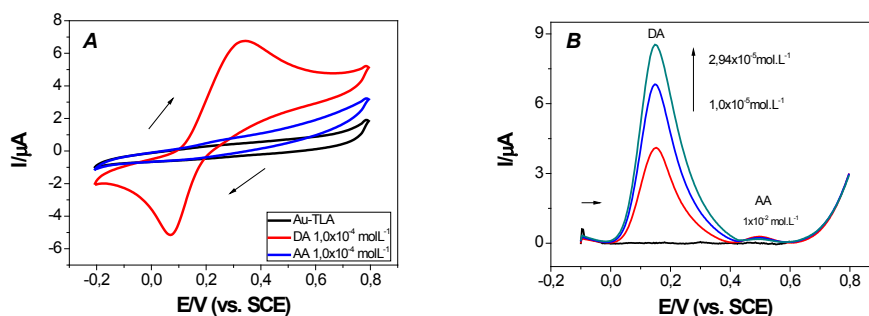 A
I/µA
8
6
4
2
0
-2
-4
-6
-0,2 0,0 0,2 0,4 0,6 0,8
E/V (vs. SCE)
Au-TLA
DA 1,0x10⁻⁴ molL⁻¹
AA 1,0x10⁻⁴ molL⁻¹
B
I/µA
9
6
3
0
0,0 0,2 0,4 0,6 0,8
E/V (vs. SCE)
DA
2,94x10⁻⁵mol.L⁻¹
1,0x10⁻⁵mol.L⁻¹
AA
1x10⁻² mol.L⁻¹